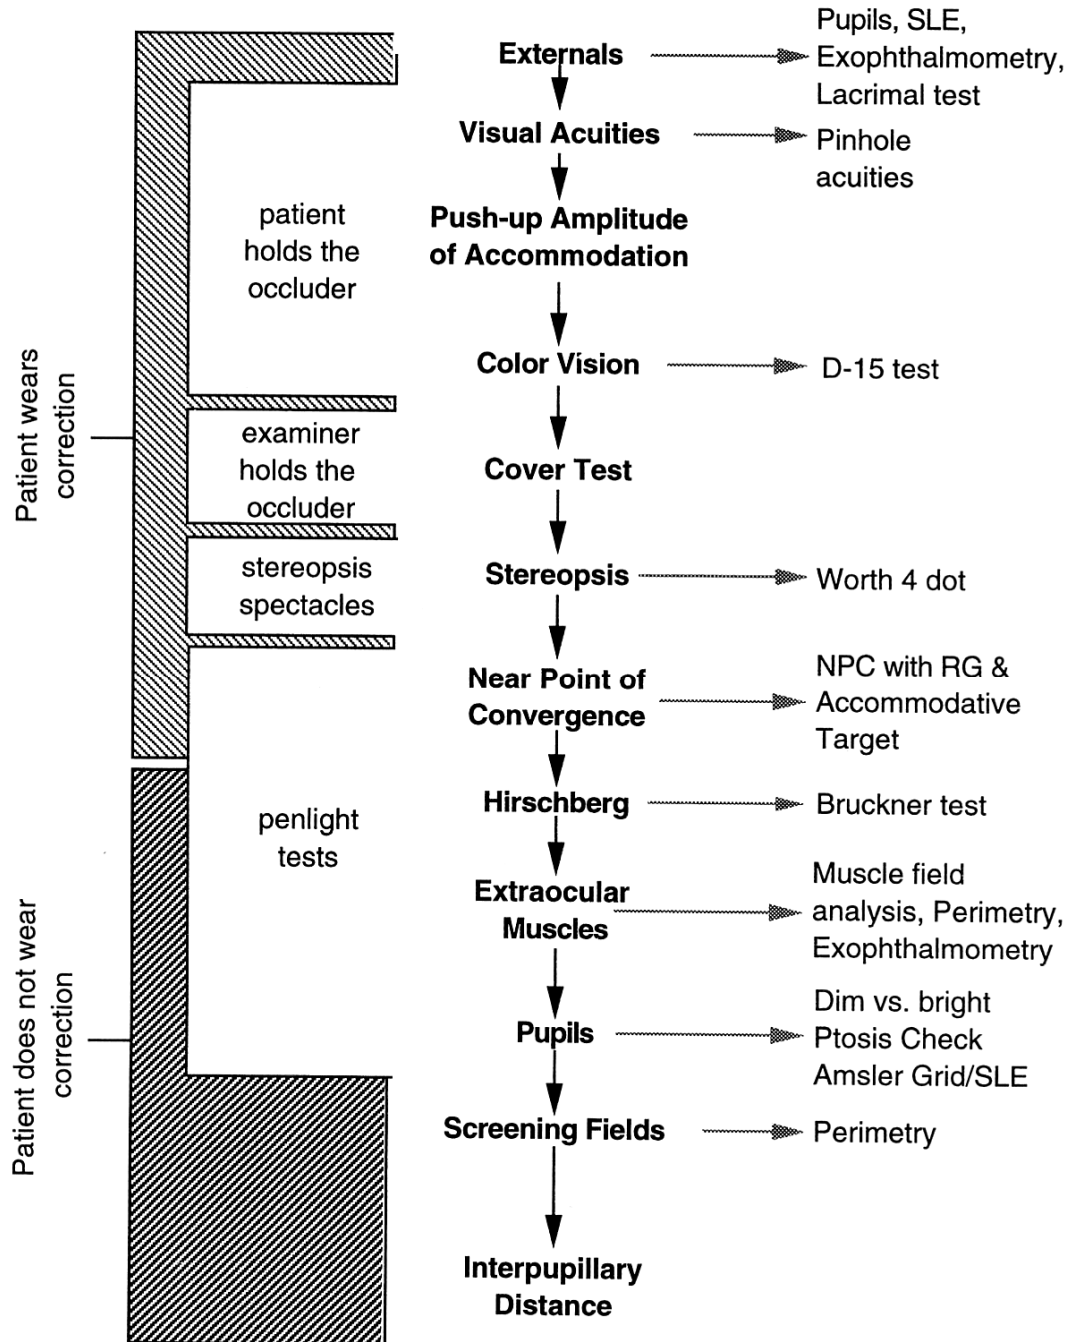 Externals
Pupils, SLE,
Exophthalmometry,
Lacrimal test
Visual Acuities
Pinhole
acuities
Push-up Amplitude
of Accommodation
patient
holds the
occluder
Color Vision
D-15 test
Patient wears
correction
examiner
holds the
occluder
Cover Test
stereopsis
spectacles
Stereopsis
Worth 4 dot
Near Point of
Convergence
NPC with RG &
Accommodative
Target
Hirschberg
Bruckner test
penlight
tests
Extraocular
Muscles
Muscle field
analysis, Perimetry,
Exophthalmometry
Patient does not wear
correction
Pupils
Dim vs. bright
Ptosis Check
Amsler Grid/SLE
Screening Fields
Perimetry
Interpupillary
Distance